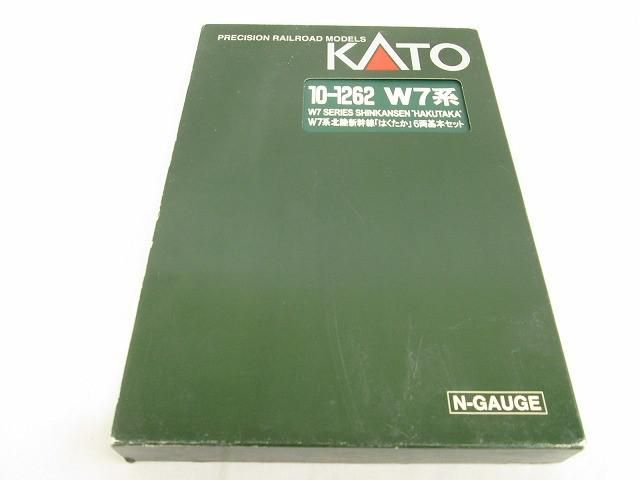 PRECISION RAILROAD MODELS
KATO
10-1262 W7系
W7 SERIES SHINKANSEN "HAKUTAKA"
W7系北陸新幹線「はくたか」6両基本セット
N-GAUGE